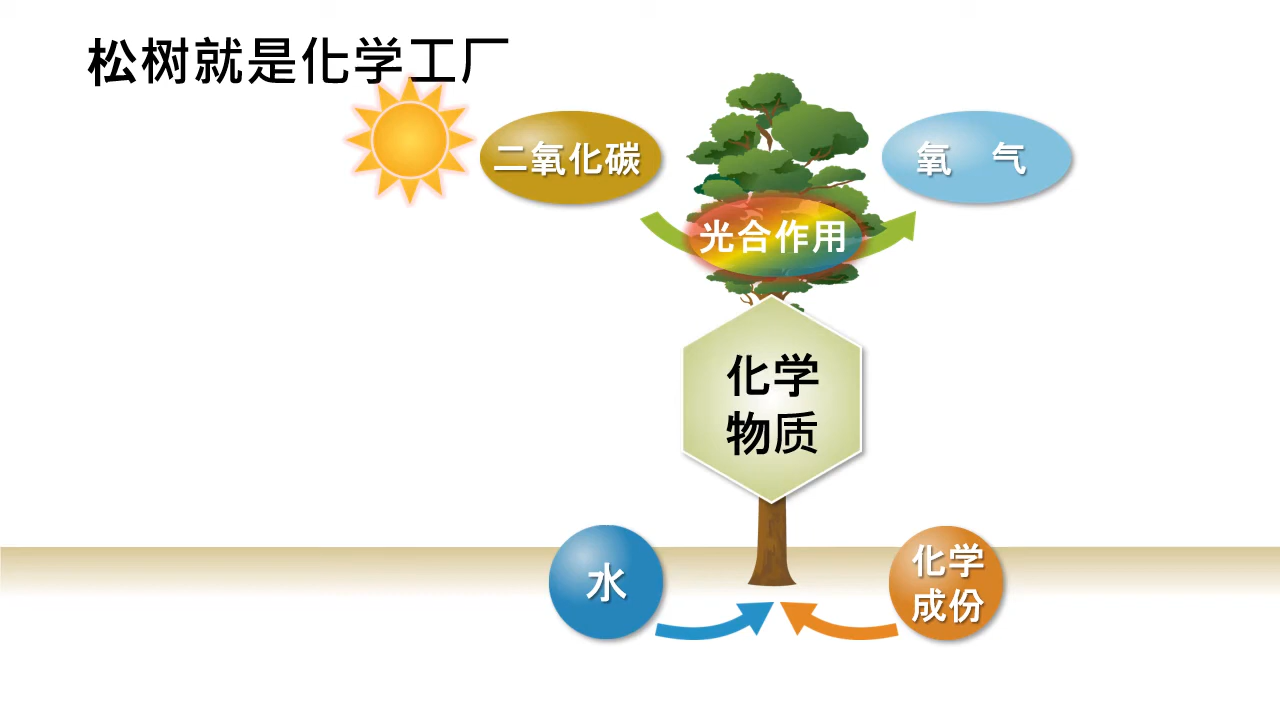 松树就是化学工厂
二氧化碳
氧 气
光合作用
化学
物质
水
化学
成份